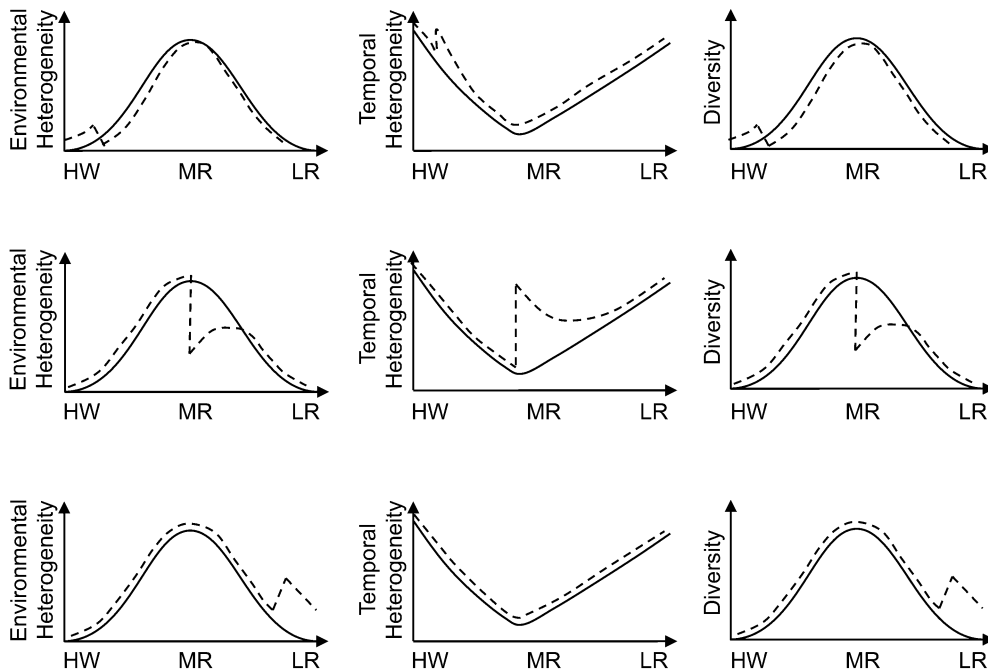 Environmental
Heterogeneity
HW MR LR
Temporal
Heterogeneity
HW MR LR
Diversity
HW MR LR
Environmental
Heterogeneity
HW MR LR
Temporal
Heterogeneity
HW MR LR
Diversity
HW MR LR
Environmental
Heterogeneity
HW MR LR
Temporal
Heterogeneity
HW MR LR
Diversity
HW MR LR